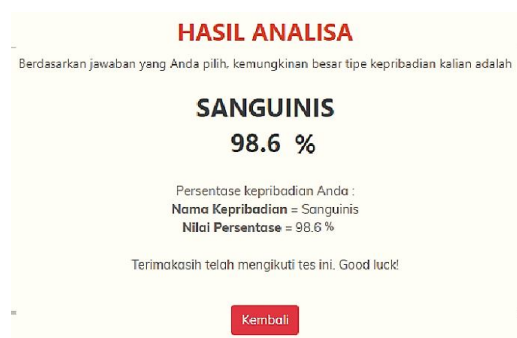 HASIL ANALISA
Berdasarkan jawaban yang Anda pilih, kemungkinan besar tipe kepribadian kalian adalah
SANGUINIS
98.6 %
Persentase kepribadian Anda :
Nama Kepribadian = Sanguinis
Nilai Persentase = 98.6 %
Terimakasih telah mengikuti tes ini. Good luck!
Kembali